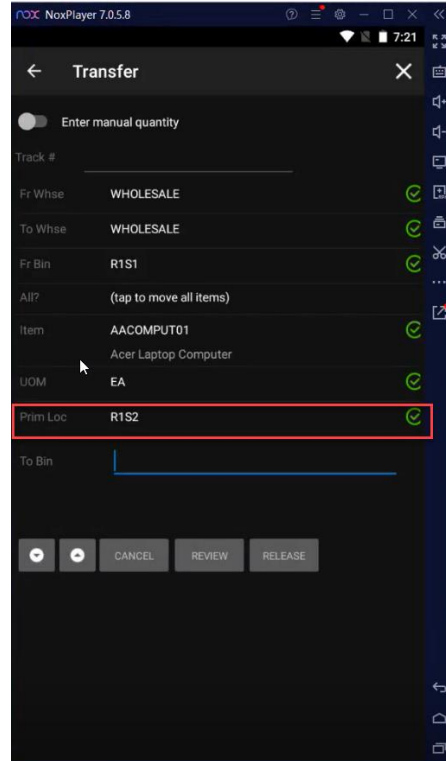 nox NoxPlayer 7.0.5.8
7:21
Transfer
Enter manual quantity
Track #
Fr Whse WHOLESALE
To Whse WHOLESALE
Fr Bin R1S1
All? (tap to move all items)
Item AACOMPUT01
Acer Laptop Computer
UOM EA
Prim Loc R1S2
To Bin
CANCEL REVIEW RELEASE